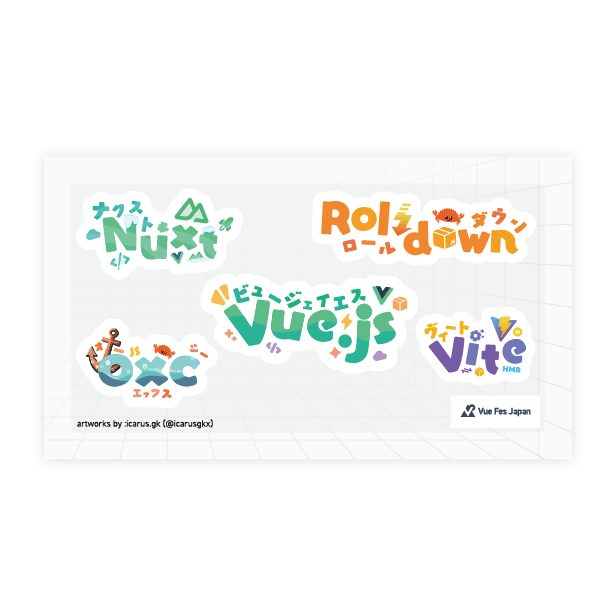 ナクスト
Nuxt
Rolldown
ロールダウン
ビュージェイエス
Vue.js
オーJSシー
Oxc
エックス
ヴィート
Vite
HMR
Vue Fes Japan
artworks by :icarus.gk (@icarusgkx)